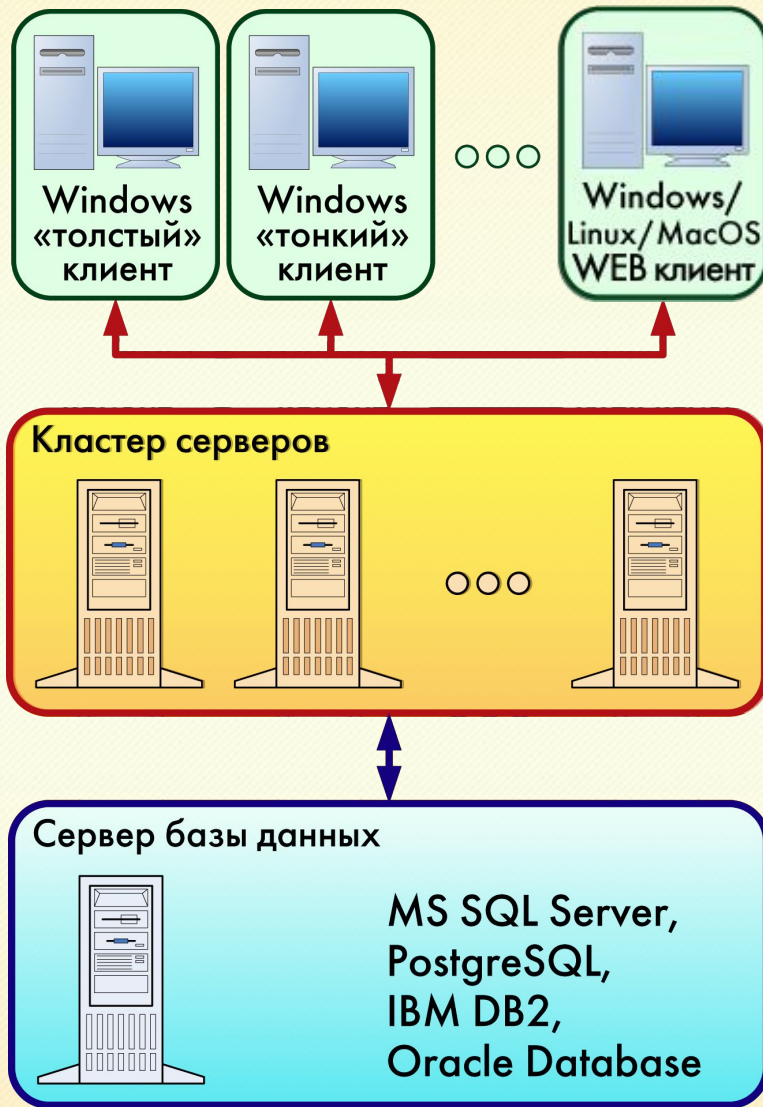 Windows
«толстый»
клиент
Windows
«тонкий»
клиент
Windows/
Linux/MacOS
WEB клиент
Кластер серверов
Сервер базы данных
MS SQL Server,
PostgreSQL,
IBM DB2,
Oracle Database